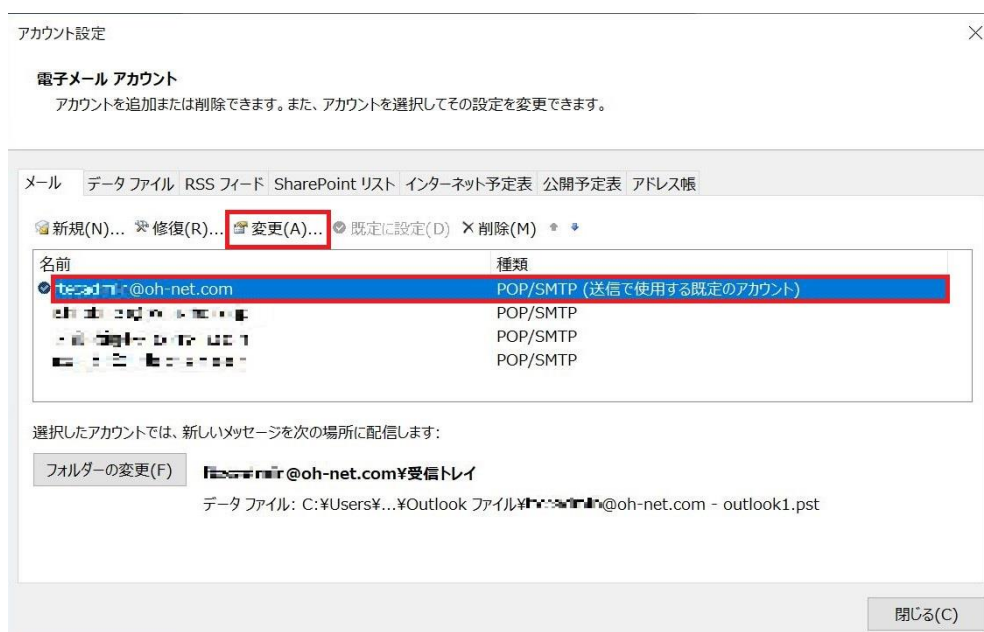 アカウント設定
電子メール アカウント
アカウントを追加または削除できます。また、アカウントを選択してその設定を変更できます。
メール データ ファイル RSS フィード SharePoint リスト インターネット予定表 公開予定表 アドレス帳
新規(N)... 修復(R)... 変更(A)... 既定に設定(D) 削除(M)
名前 種類
@oh-net.com POP/SMTP (送信で使用する既定のアカウント)
POP/SMTP
POP/SMTP
POP/SMTP
選択したアカウントでは、新しいメッセージを次の場所に配信します:
フォルダーの変更(F) @oh-net.com¥受信トレイ
データ ファイル: C:¥Users¥...¥Outlook ファイル¥ @oh-net.com - outlook1.pst
閉じる(C)